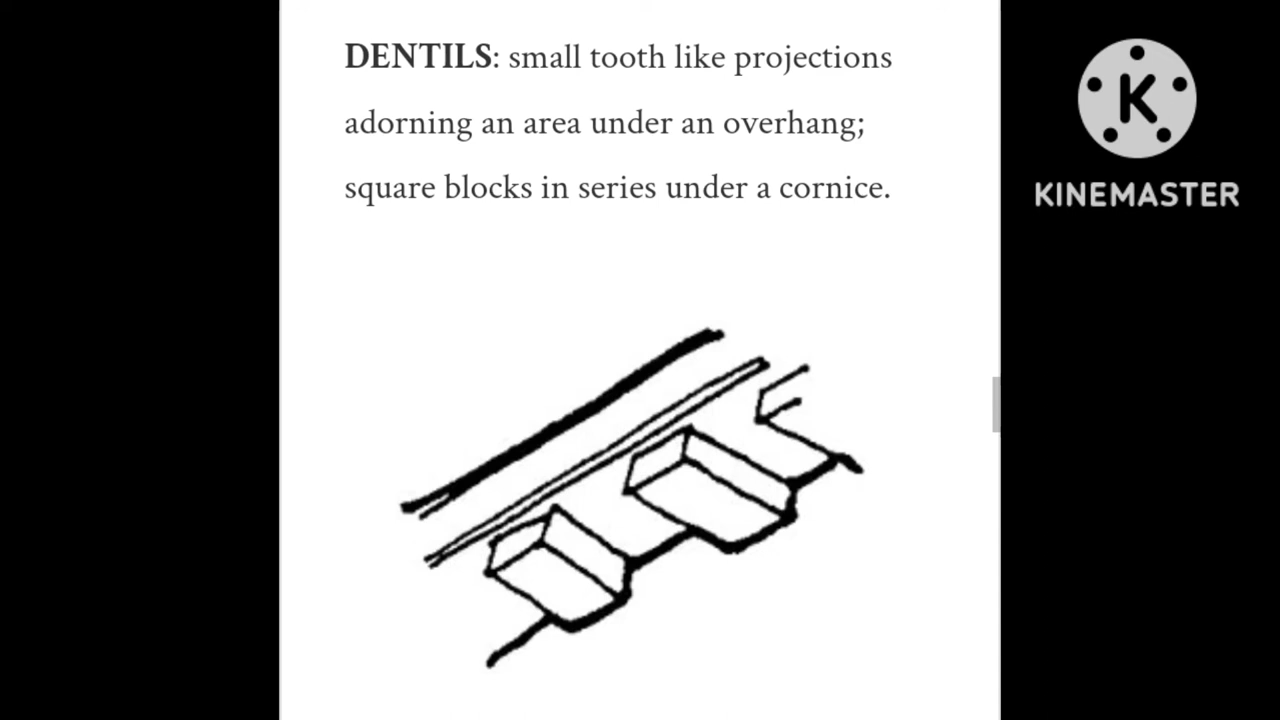 DENTILS: small tooth like projections
adorning an area under an overhang;
square blocks in series under a cornice.
K
KINEMASTER